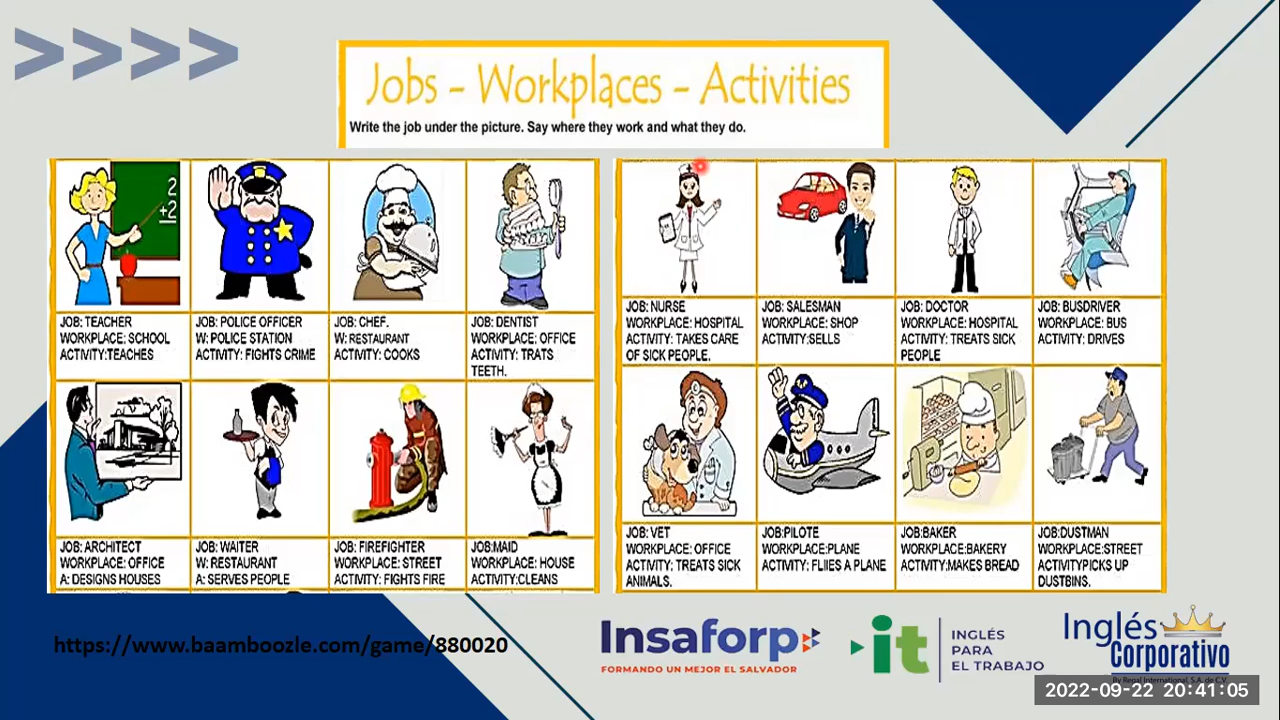 >>>>
Jobs - Workplaces - Activities
Write the job under the picture. Say where they work and what they do.
2
+2
JOB: TEACHER
WORKPLACE: SCHOOL
ACTIVITY:TEACHES
JOB: POLICE OFFICER
W: POLICE STATION
ACTIVITY: FIGHTS CRIME
JOB: CHEF.
W: RESTAURANT
ACTIVITY: COOKS
JOB: DENTIST
WORKPLACE: OFFICE
ACTIVITY: TRATS
TEETH.
JOB: NURSE
WORKPLACE: HOSPITAL
ACTIVITY: TAKES CARE
OF SICK PEOPLE.
JOB: SALESMAN
WORKPLACE: SHOP
ACTIVITY:SELLS
JOB: DOCTOR
WORKPLACE: HOSPITAL
ACTIVITY: TREATS SICK
PEOPLE
JOB: BUSDRIVER
WORKPLACE: BUS
ACTIVITY: DRIVES
JOB: ARCHITECT
WORKPLACE: OFFICE
A: DESIGNS HOUSES
JOB: WAITER
W: RESTAURANT
A: SERVES PEOPLE
JOB: FIREFIGHTER
WORKPLACE: STREET
ACTIVITY: FIGHTS FIRE
JOB:MAID
WORKPLACE: HOUSE
ACTIVITY:CLEANS
JOB: VET
WORKPLACE: OFFICE
ACTIVITY: TREATS SICK
ANIMALS.
JOB:PILOTE
WORKPLACE:PLANE
ACTIVITY: FLIIES A PLANE
JOB:BAKER
WORKPLACE:BAKERY
ACTIVITY:MAKES BREAD
JOB:DUSTMAN
WORKPLACE:STREET
ACTIVITYPICKS UP
DUSTBINS.
https://www.baamboozle.com/game/880020
Insaforp
FORMANDO UN MEJOR EL SALVADOR
it
INGLÉS
PARA
EL TRABAJO
Inglés
Corporativo
By Regal International, S.A. de C.V.
2022-09-22 20:41:05